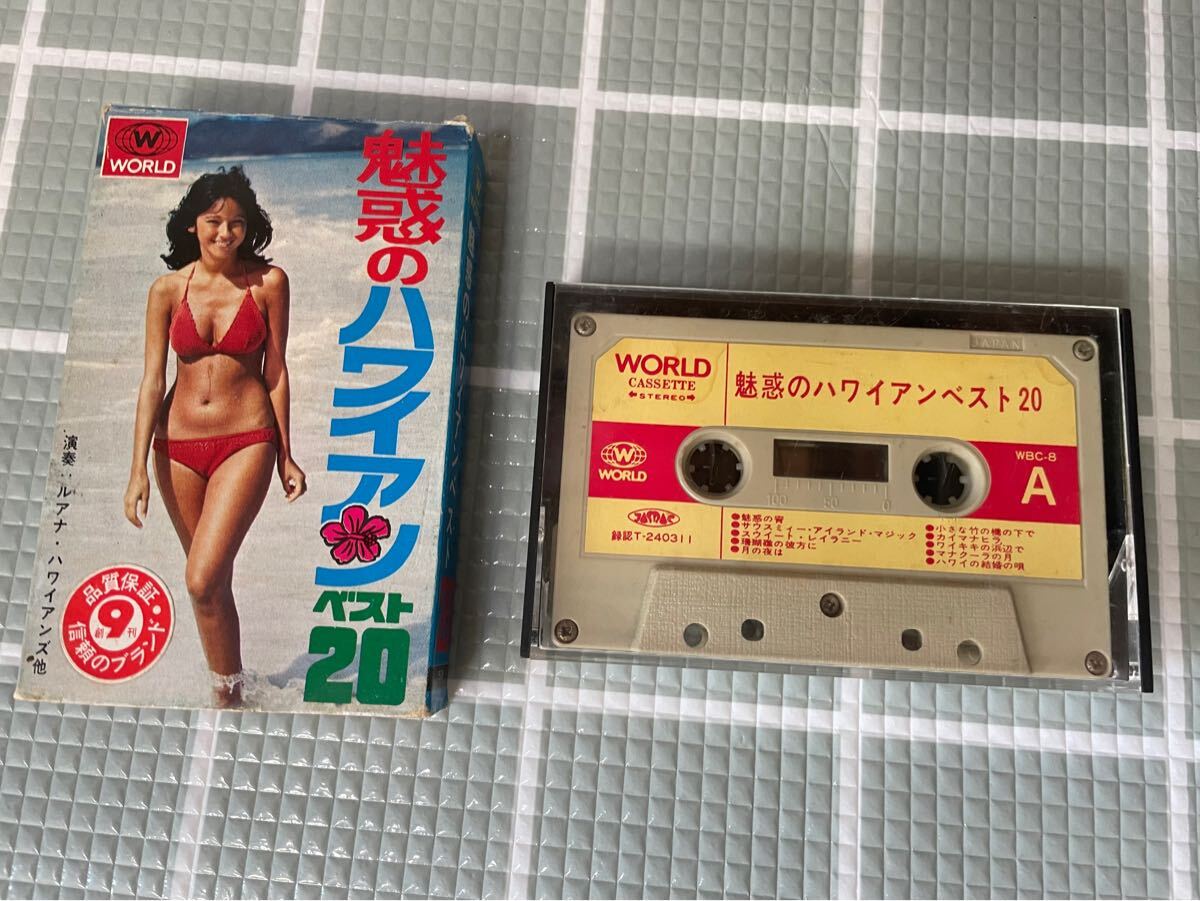 W
WORLD
魅惑のハワイアン
ベスト
20
演奏:ルアナ・ハワイアンズ 他
品質保証・
9
創刊
信頼のブランド
WORLD
CASSETTE
STEREO
魅惑のハワイアンベスト20
JAPAN
W
WORLD
WBC-8
A
100 50 0
録認T-240311
●魅惑の宵
●サウスミィー・アイランド・マジック
●スウイート・レイラニー
●珊瑚礁の彼方に
●月の夜は
●小さな竹の橋の下で
●カイマナヒラ
●ワイキキの浜辺で
●マナクーラの月
●ハワイの結婚の唄